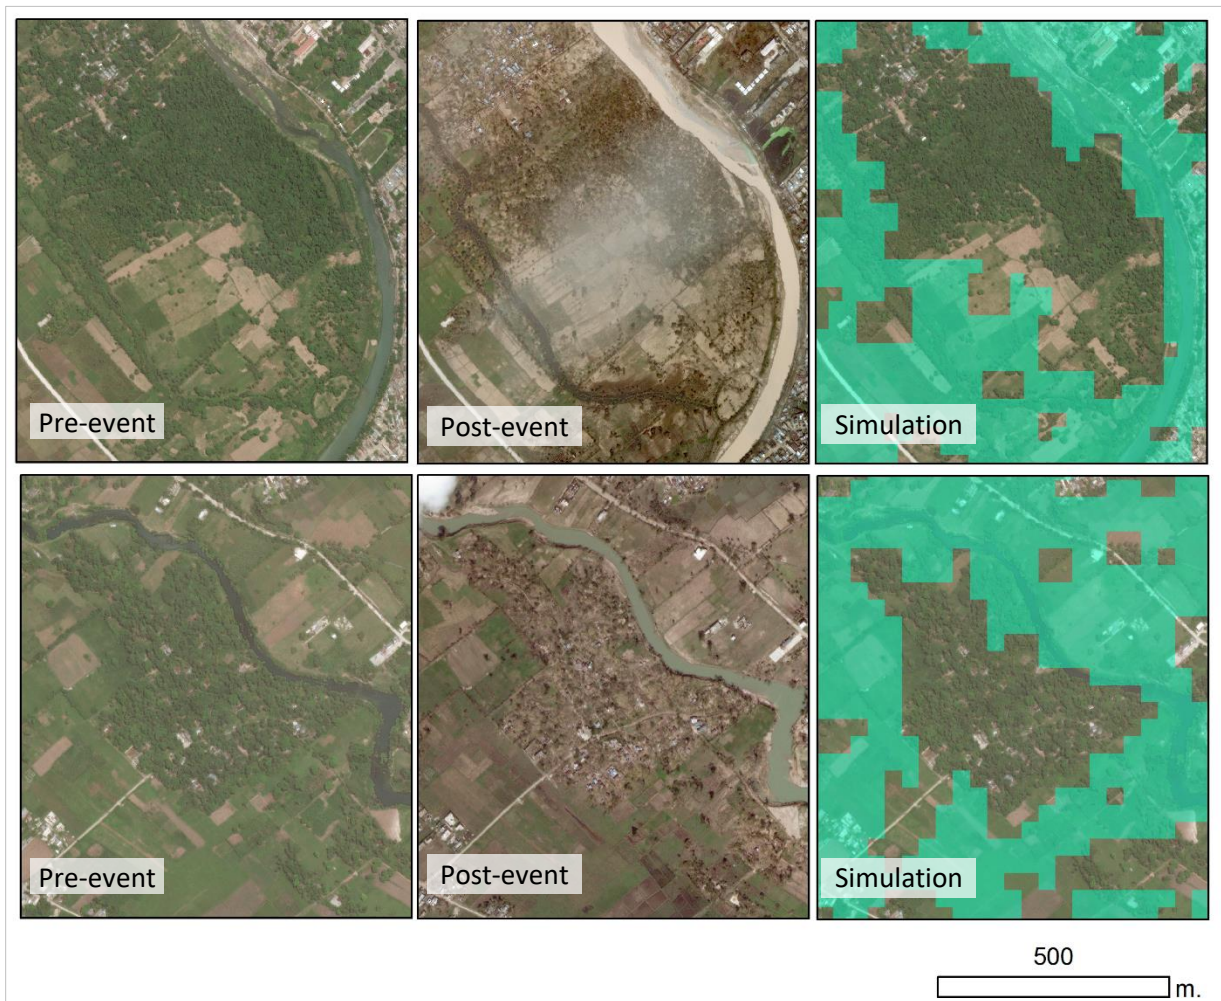 Pre-event
Post-event
Simulation
Pre-event
Post-event
Simulation
500
m.